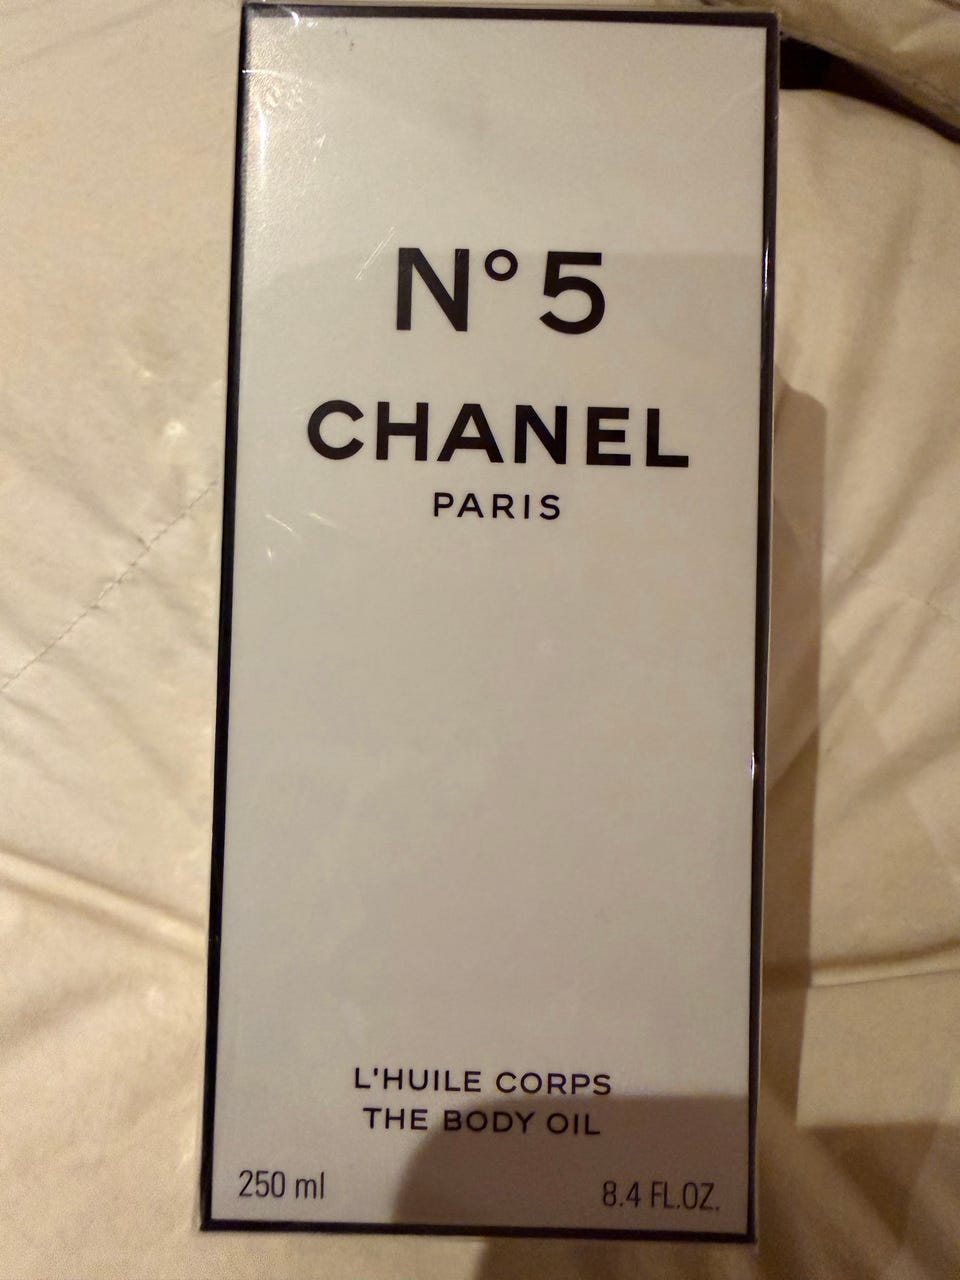 N° 5
CHANEL
PARIS
L'HUILE CORPS
THE BODY OIL
250 ml 8.4 FL.OZ.